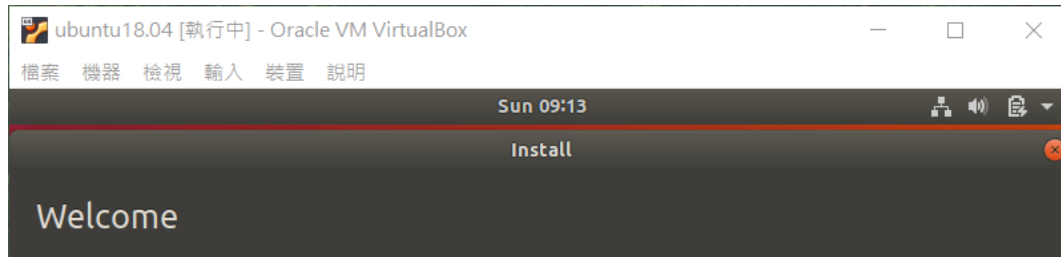 ubuntu18.04 [執行中] - Oracle VM VirtualBox
檔案 機器 檢視 輸入 裝置 說明
Sun 09:13
Install
Welcome